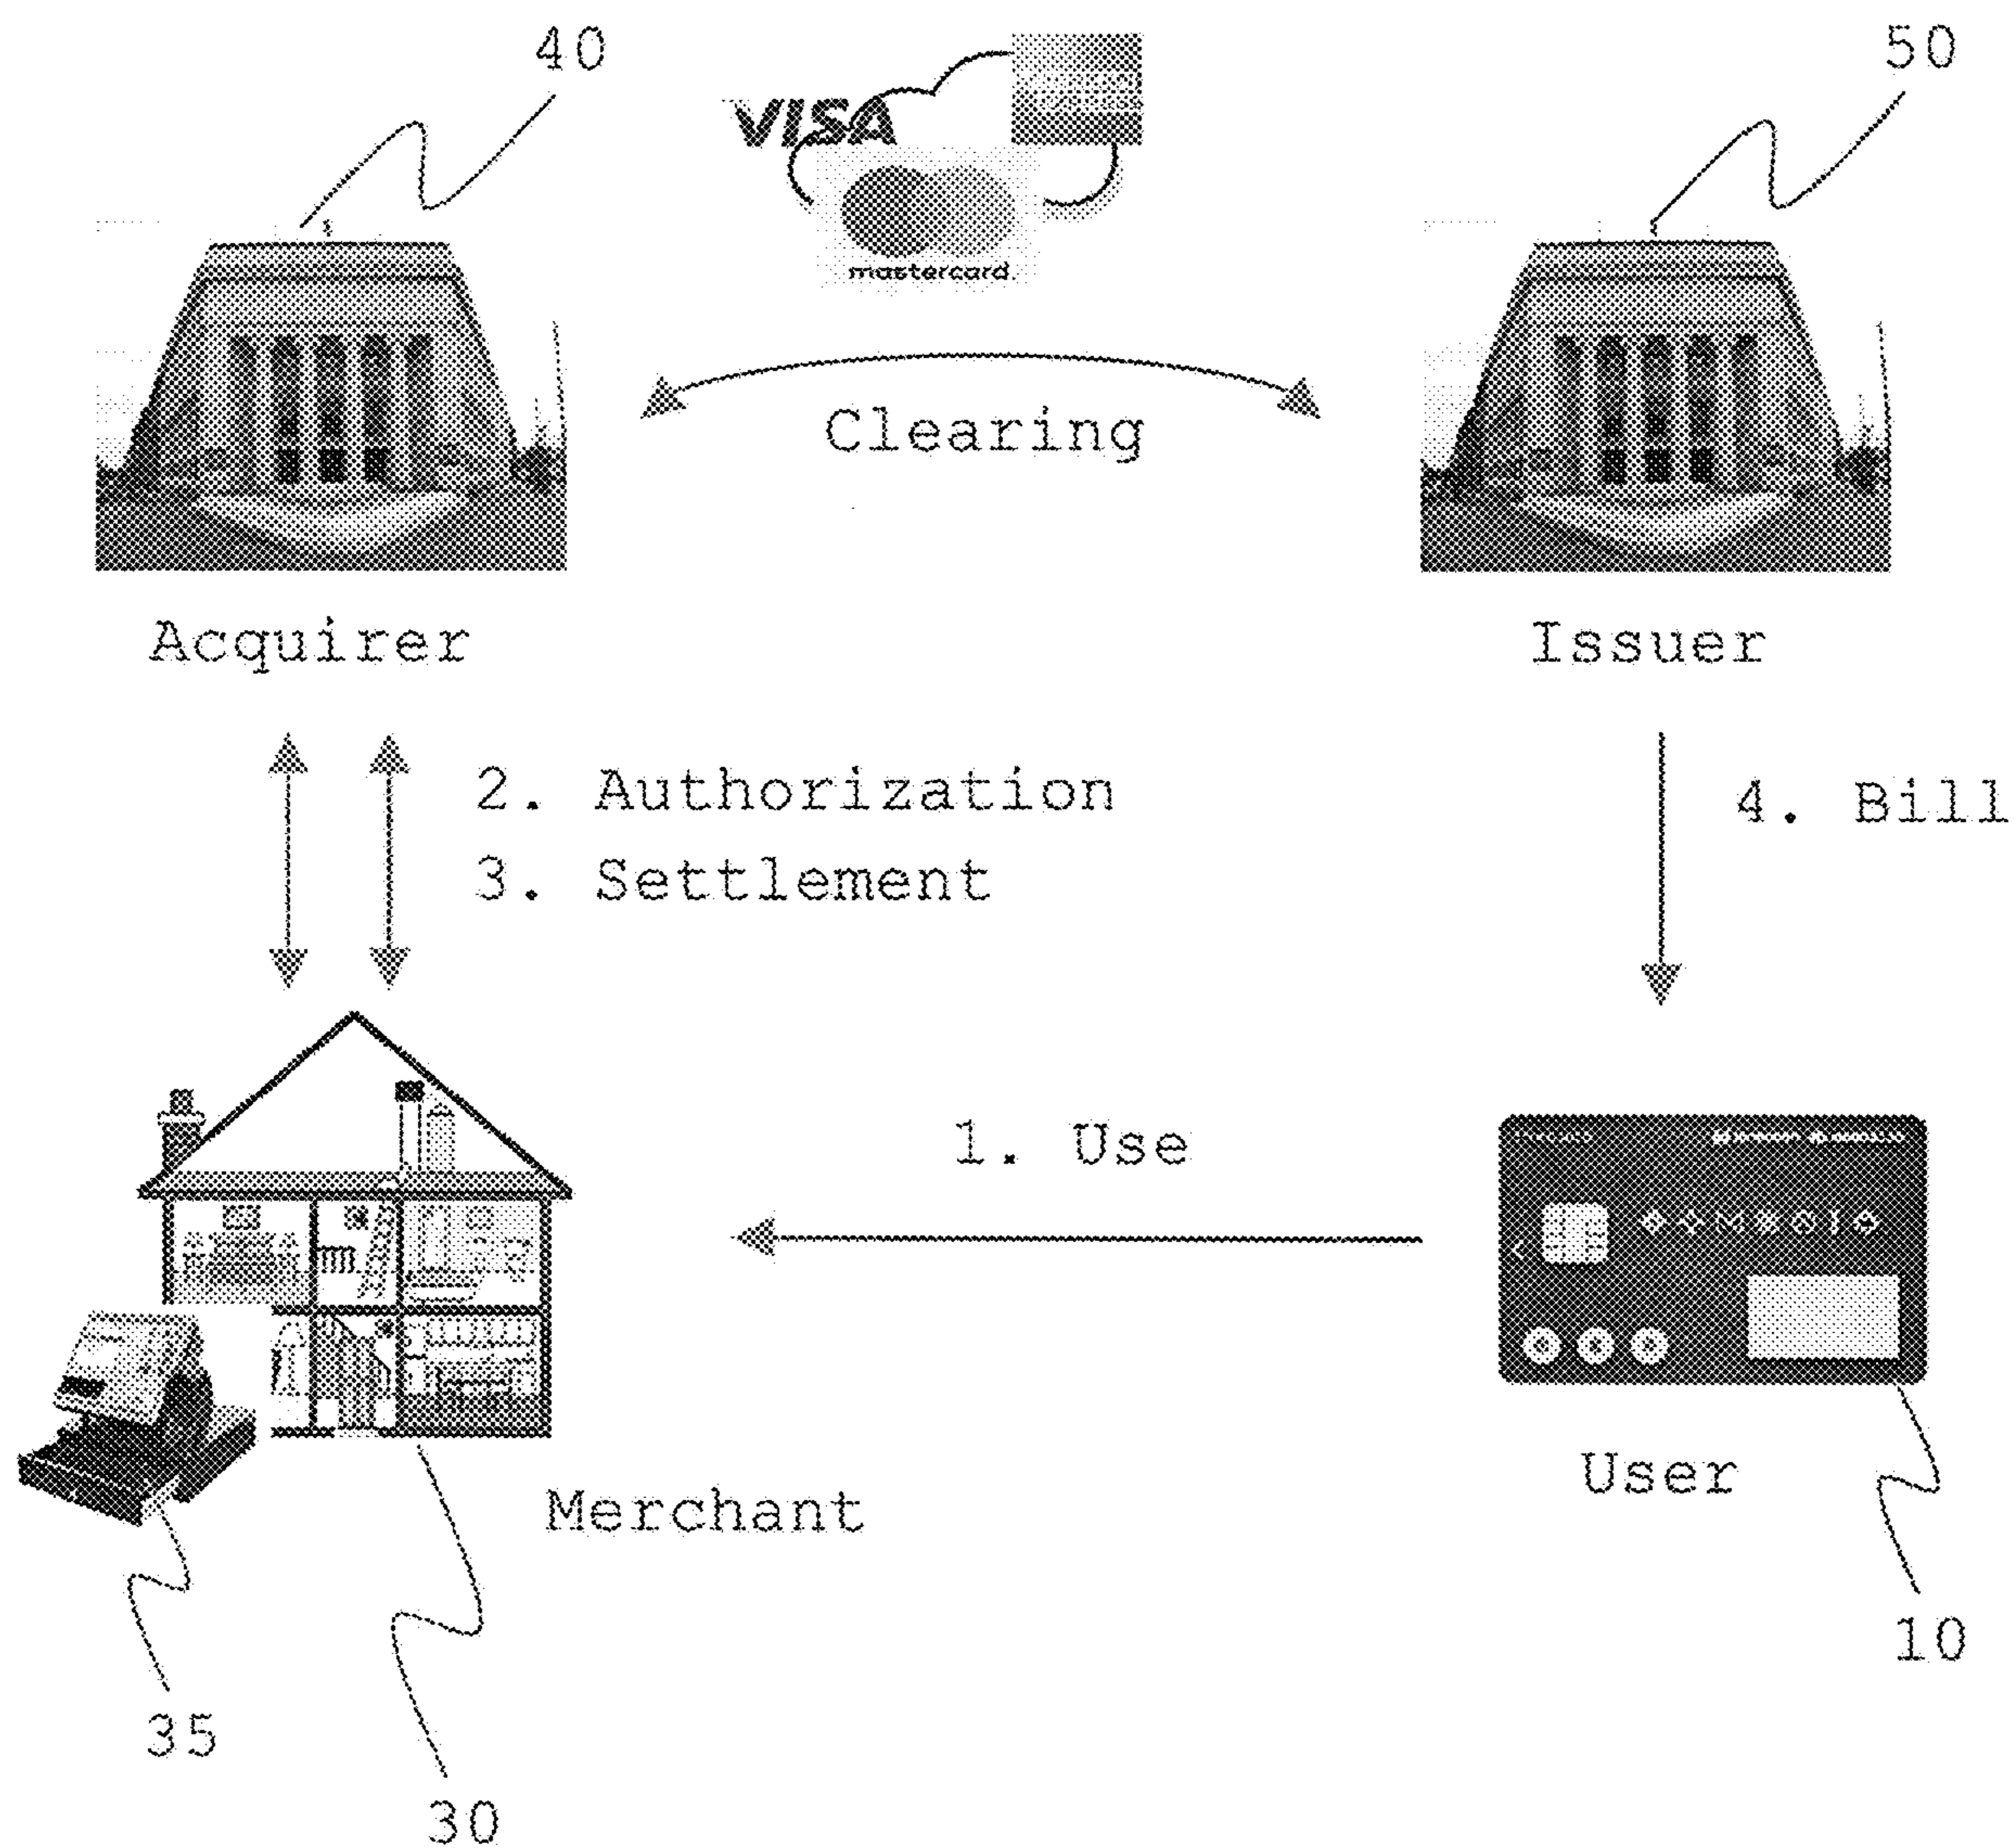 40
50
VISA
mastercard.
Clearing
Acquirer
Issuer
2. Authorization
3. Settlement
4. Bill
1. Use
User
Merchant
10
35
30